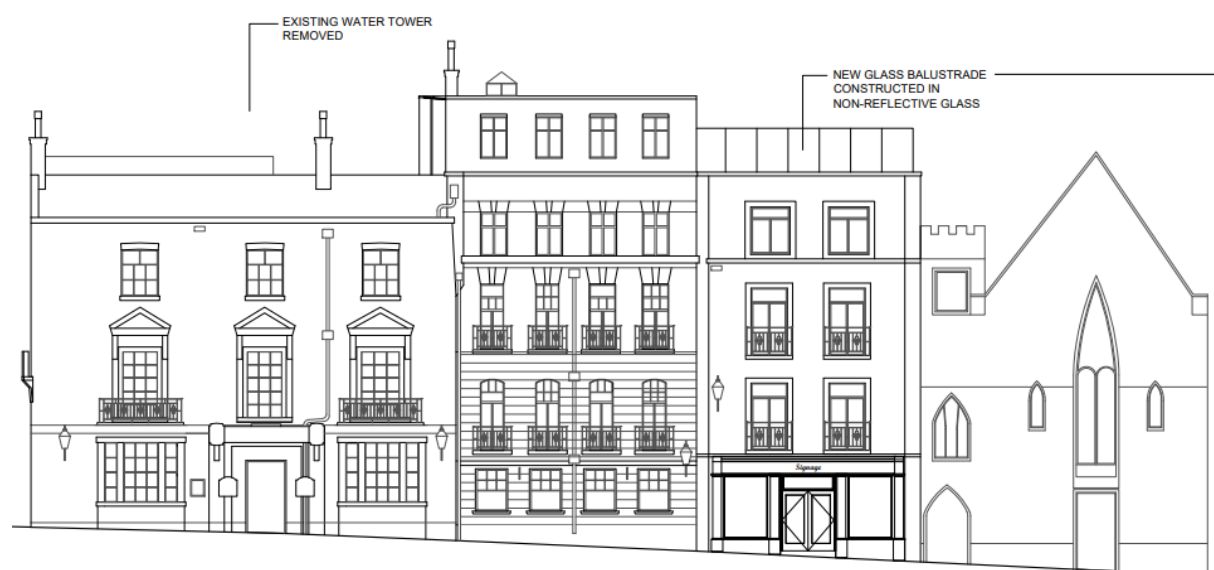 EXISTING WATER TOWER
REMOVED
NEW GLASS BALUSTRADE
CONSTRUCTED IN
NON-REFLECTIVE GLASS
Signage